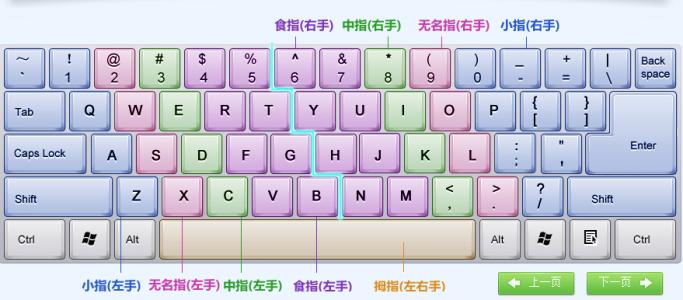 食指(右手) 中指(右手) 无名指(右手) 小指(右手)
~ ! @ # $ % ^ & * ( ) _ + | Back
` 1 2 3 4 5 6 7 8 9 0 - = \ space
Tab Q W E R T Y U I O P { [ } ]
Caps Lock A S D F G H J K L : ; " ' Enter
Shift Z X C V B N M < , > . ? / Shift
Ctrl Alt Alt Ctrl
小指(左手) 无名指(左手) 中指(左手) 食指(左手) 拇指(左右手)
上一页 下一页